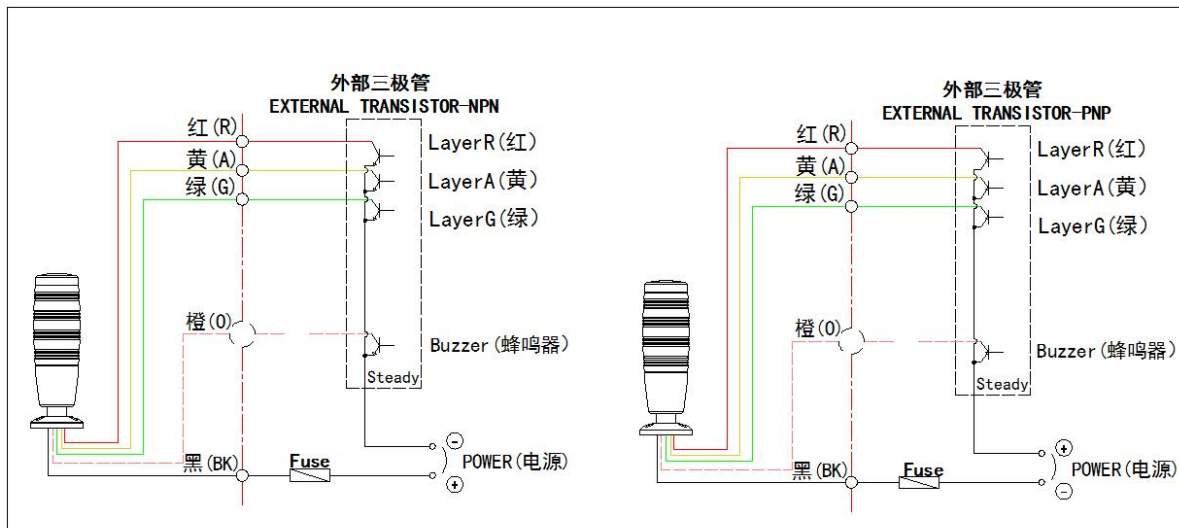 外部三极管
EXTERNAL TRANSISTOR-NPN
红(R)
LayerR(红)
黄(A)
LayerA(黄)
绿(G)
LayerG(绿)
橙(O)
Buzzer(蜂鸣器)
Steady
黑(BK)
Fuse
POWER(电源)
外部三极管
EXTERNAL TRANSISTOR-PNP
红(R)
LayerR(红)
黄(A)
LayerA(黄)
绿(G)
LayerG(绿)
橙(O)
Buzzer(蜂鸣器)
Steady
黑(BK)
Fuse
POWER(电源)